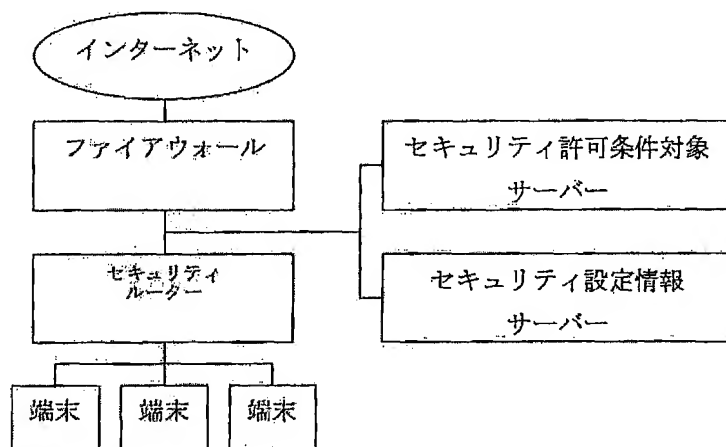 インターネット
ファイアウォール
セキュリティ許可条件対象
サーバー
セキュリティ
ルーター
セキュリティ設定情報
サーバー
端末
端末
端末